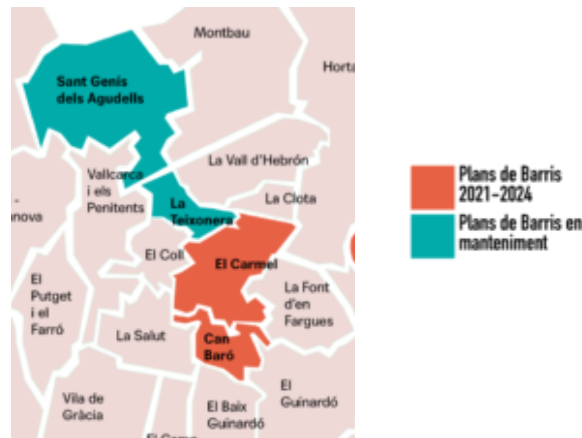 Montbau
Horta
Sant Genís
dels Agudells
La Vall d'Hebrón
Vallcarca
i els
Penitents
La Clota
La
Teixonera
-
nova
El Coll
El Carmel
El
Putget
i el
Farró
La Font
d'en
Fargues
La Salut
Can
Baró
Vila de
Gràcia
El Baix
Guinardó
El
Guinardó
Plans de Barris
2021-2024
Plans de Barris en
manteniment